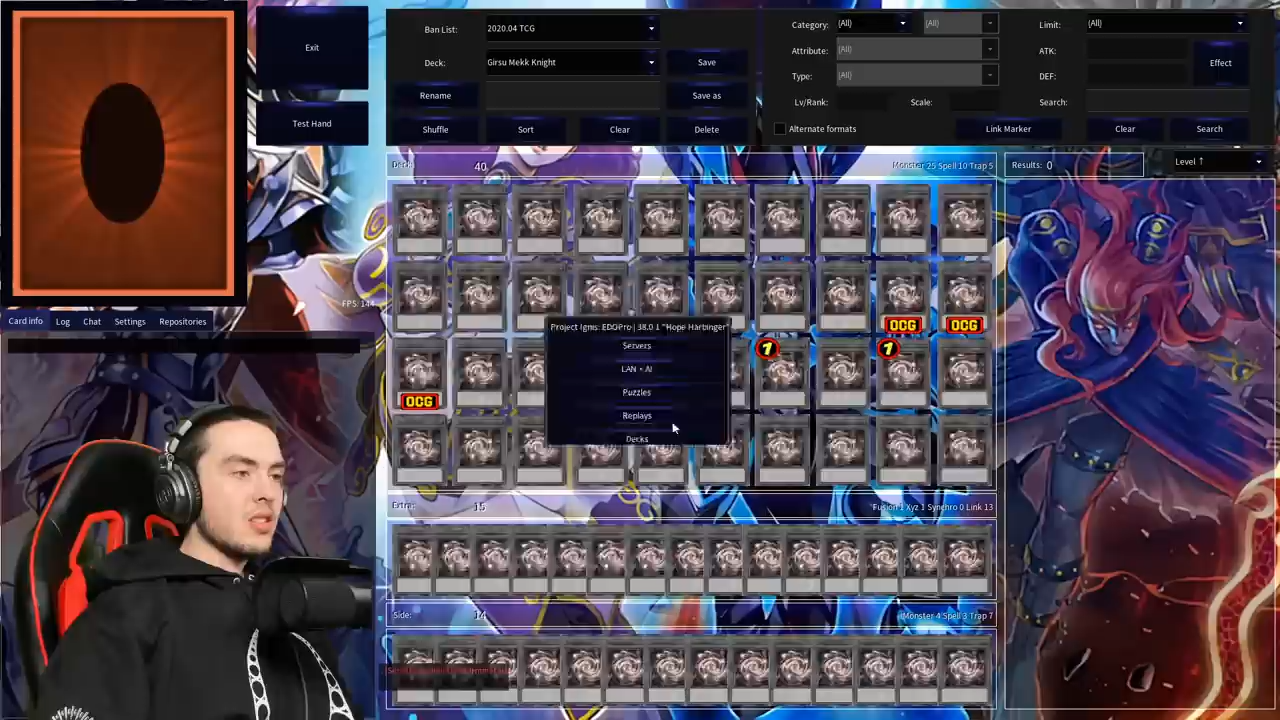 Exit
Test Hand
Ban List: 2020.04 TCG
Deck: Girsu Mekk Knight Save
Rename Save as
Shuffle Sort Clear Delete
Category: (All) (All) Limit: (All)
Attribute: (All) ATK:
Type: (All) DEF: Effect
Lv/Rank: Scale: Search:
Alternate formats Link Marker Clear Search
Deck: 40 Monster 25 Spell 10 Trap 5
Results: 0 Level ↑
FPS: 144
Card info Log Chat Settings Repositories
OCG OCG
Project Ignis: EDOPro | 38.0.1 "Hope Harbinger"
Servers
LAN + AI
Puzzles
Replays
Decks
1 1
OCG
Extra: 15 Fusion 1 Xyz 1 Synchro 0 Link 13
Side: 14 Monster 4 Spell 3 Trap 7